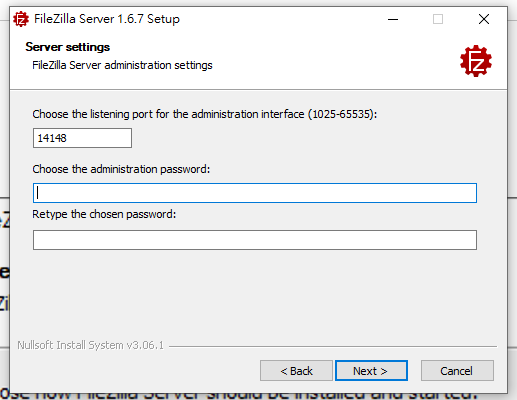 FileZilla Server 1.6.7 Setup
Server settings
FileZilla Server administration settings
Choose the listening port for the administration interface (1025-65535):
14148
Choose the administration password:
Retype the chosen password:
Nullsoft Install System v3.06.1
< Back
Next >
Cancel
ose how FileZilla Server should be installed and started: